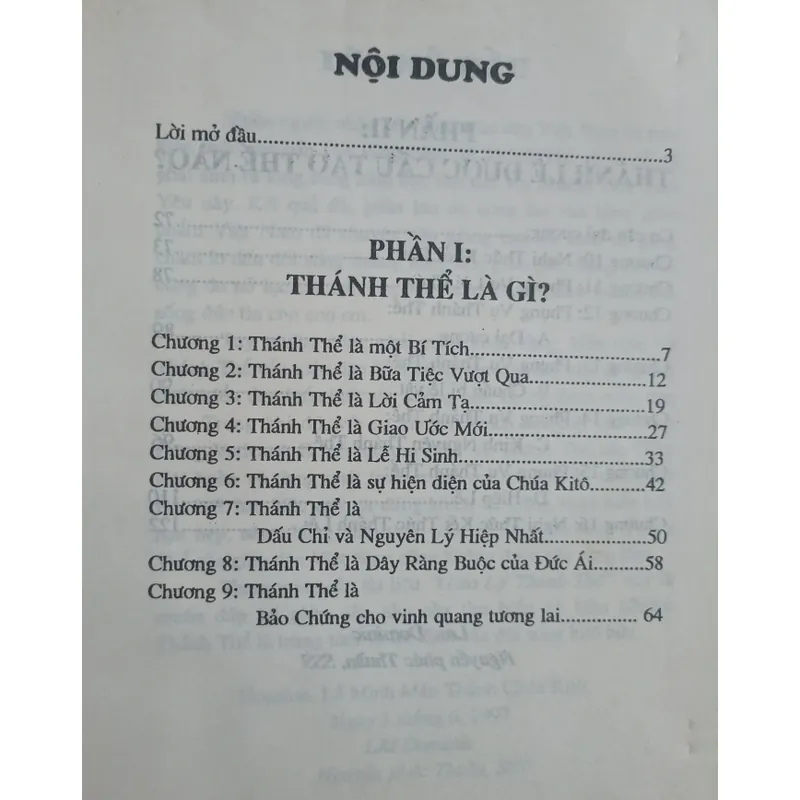 NỘI DUNG
Lời mở đầu..........3
PHẦN I:
THÁNH THỂ LÀ GÌ?
Chương 1: Thánh Thể là một Bí Tích..........7
Chương 2: Thánh Thể là Bữa Tiệc Vượt Qua..........12
Chương 3: Thánh Thể là Lời Cảm Tạ..........19
Chương 4: Thánh Thể là Giao Ước Mới..........27
Chương 5: Thánh Thể là Lễ Hi Sinh..........33
Chương 6: Thánh Thể là sự hiện diện của Chúa Kitô..........42
Chương 7: Thánh Thể là
Dấu Chỉ và Nguyên Lý Hiệp Nhất..........50
Chương 8: Thánh Thể là Dây Ràng Buộc của Đức Ái..........58
Chương 9: Thánh Thể là
Bảo Chứng cho vinh quang tương lai.......... 64